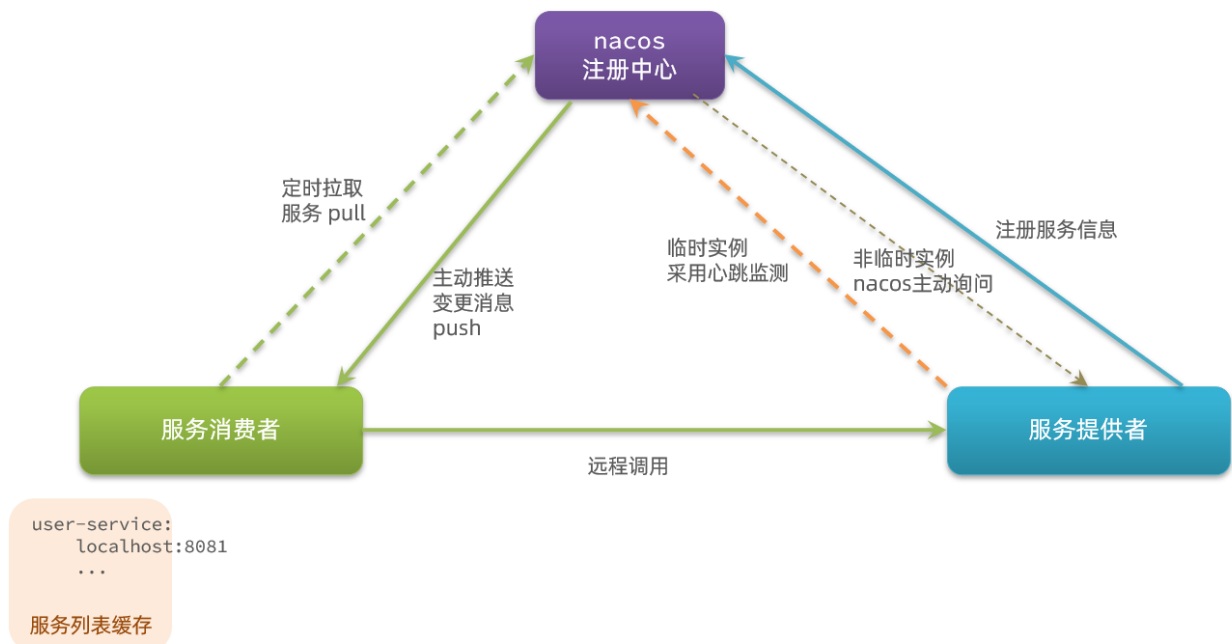 nacos
注册中心
定时拉取
服务 pull
主动推送
变更消息
push
临时实例
采用心跳监测
非临时实例
nacos主动询问
注册服务信息
服务消费者
服务提供者
远程调用
user-service:
localhost:8081
...
服务列表缓存